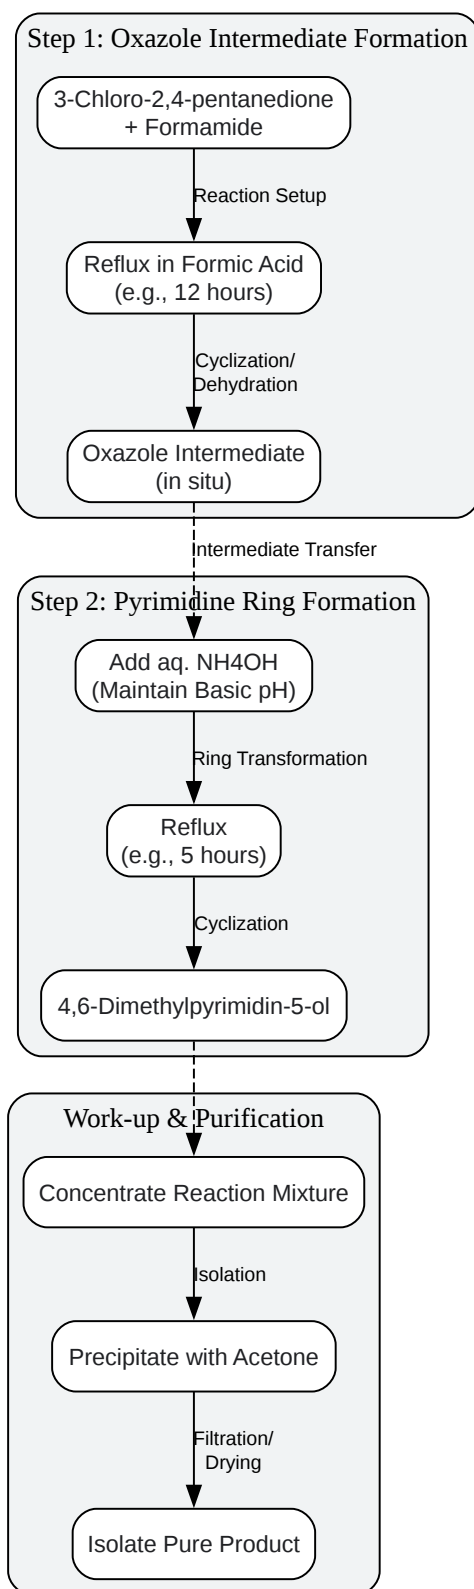 Step 1: Oxazole Intermediate Formation
3-Chloro-2,4-pentanedione
+ Formamide
Reaction Setup
Reflux in Formic Acid
(e.g., 12 hours)
Cyclization/
Dehydration
Oxazole Intermediate
(in situ)
Intermediate Transfer
Step 2: Pyrimidine Ring Formation
Add aq. NH4OH
(Maintain Basic pH)
Ring Transformation
Reflux
(e.g., 5 hours)
Cyclization
4,6-Dimethylpyrimidin-5-ol
Work-up & Purification
Concentrate Reaction Mixture
Isolation
Precipitate with Acetone
Filtration/
Drying
Isolate Pure Product